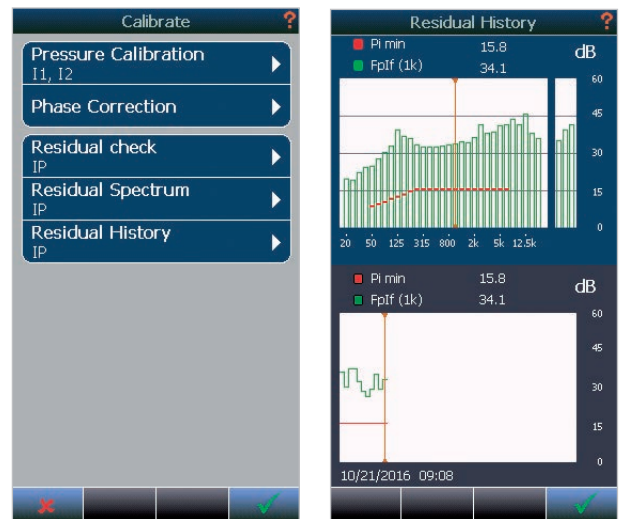 Calibrate ?
Pressure Calibration
I1, I2
Phase Correction
Residual check
IP
Residual Spectrum
IP
Residual History
IP
Residual History ?
Pi min 15.8 dB
FpIf (1k) 34.1
60
45
30
15
0
20 50 125 315 800 2k 5k 12.5k
Pi min 15.8 dB
FpIf (1k) 34.1
60
45
30
15
0
10/21/2016 09:08